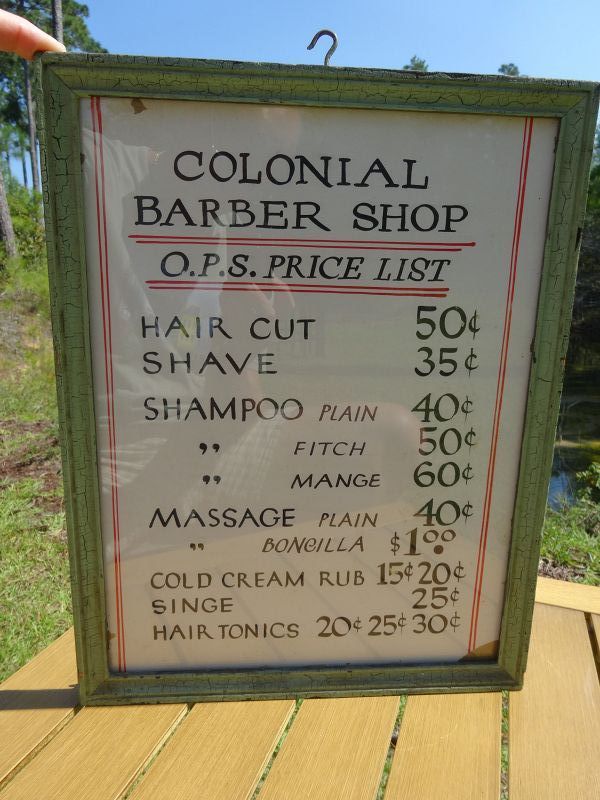 COLONIAL
BARBER SHOP
O.P.S. PRICE LIST
HAIR CUT 50¢
SHAVE 35¢
SHAMPOO PLAIN 40¢
" FITCH 50¢
" MANGE 60¢
MASSAGE PLAIN 40¢
" BONCILLA $1.00
COLD CREAM RUB 15¢ 20¢
SINGE 25¢
HAIR TONICS 20¢ 25¢ 30¢